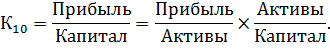 К₁₀ = Прибыль / Капитал = Прибыль / Активы × Активы / Капитал.